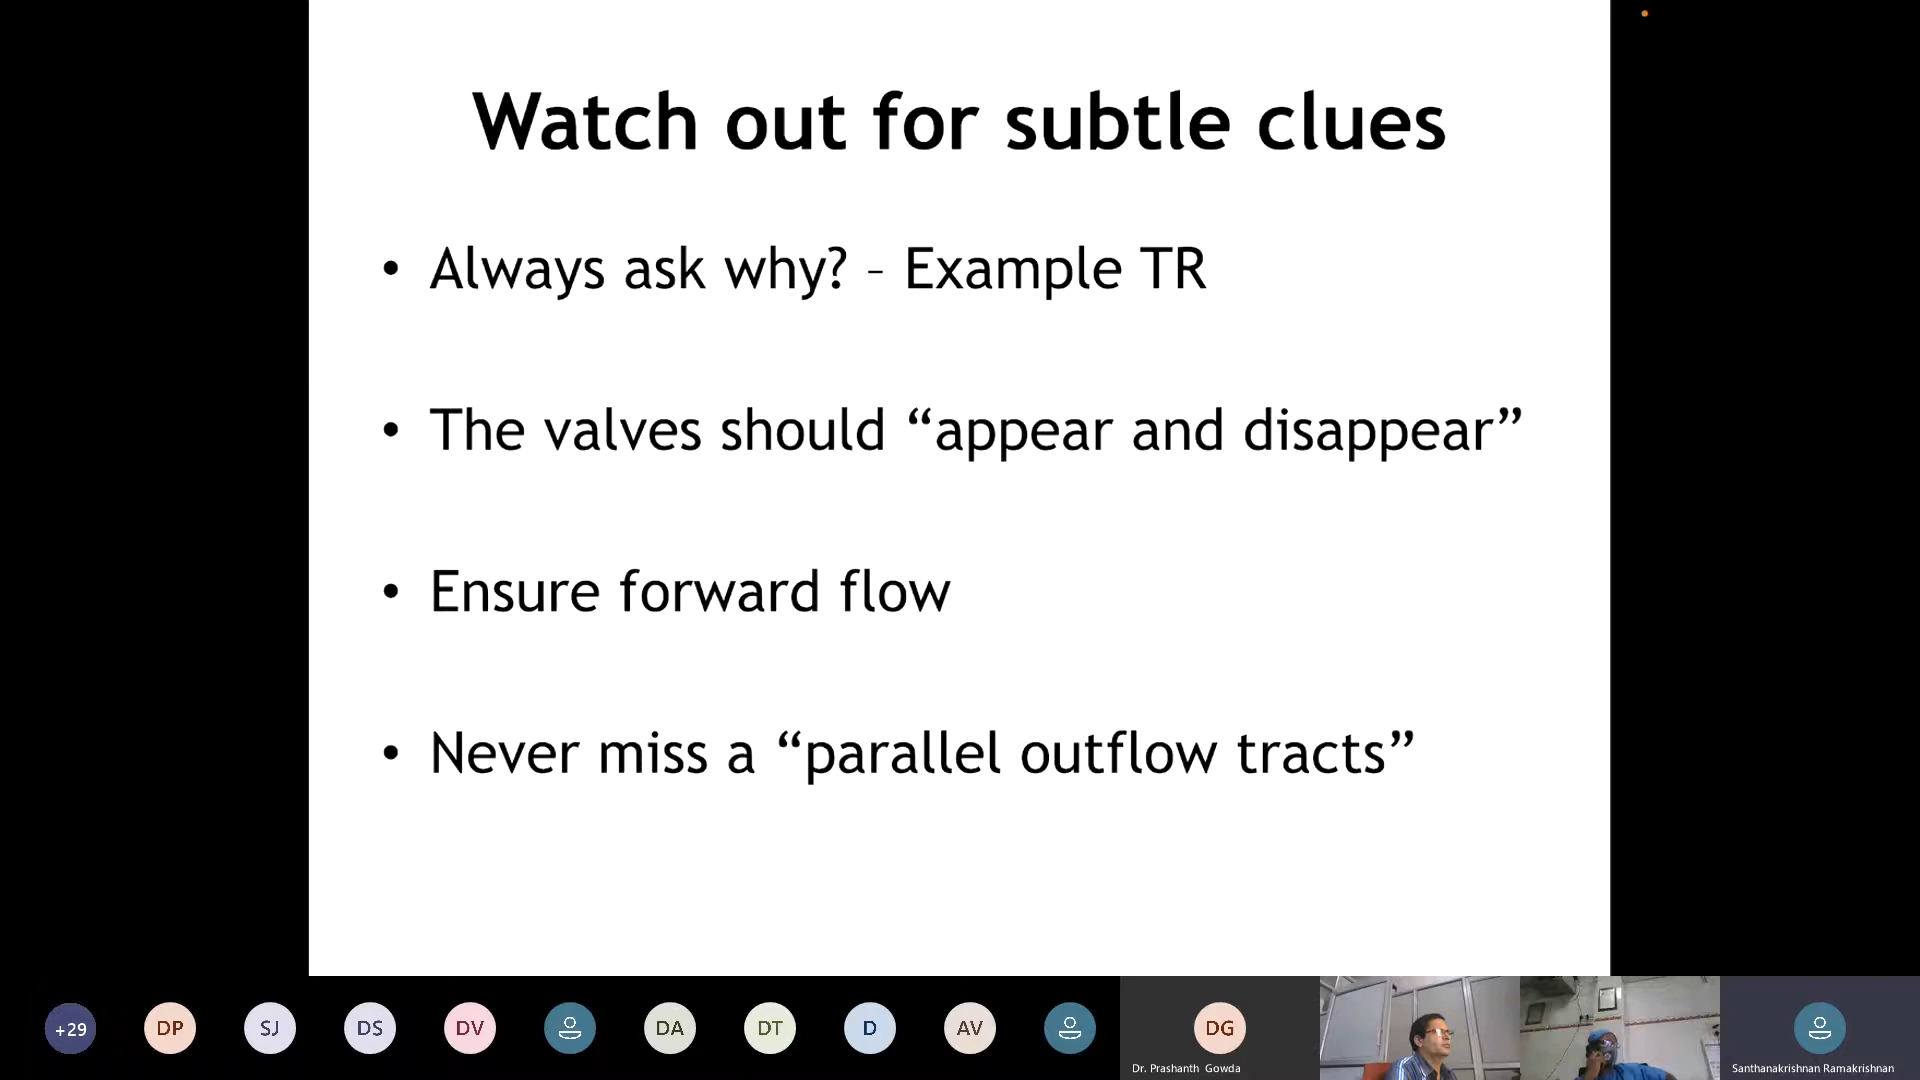 Watch out for subtle clues
• Always ask why? – Example TR
• The valves should “appear and disappear”
• Ensure forward flow
• Never miss a “parallel outflow tracts”
+29
DP
SJ
DS
DV
DA
DT
D
AV
DG
Dr. Prashanth Gowda
Santhanakrishnan Ramakrishnan